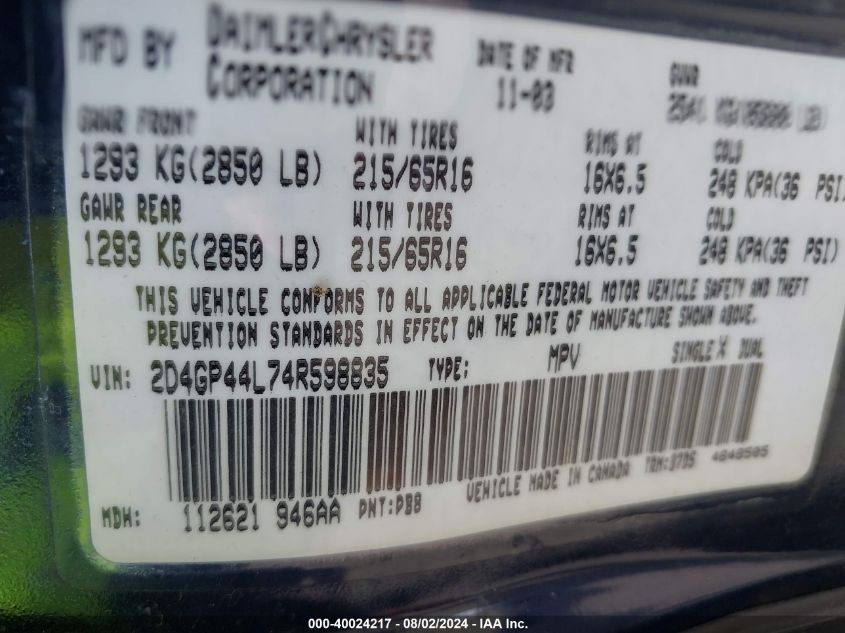 MFD BY DAIMLERCHRYSLER CORPORATION DATE OF MFR 11-03 GVWR
GAWR FRONT WITH TIRES RIMS AT COLD
1293 KG(2850 LB) 215/65R16 16X6.5 248 KPA(36 PSI)
GAWR REAR WITH TIRES RIMS AT COLD
1293 KG(2850 LB) 215/65R16 16X6.5 248 KPA(36 PSI)
THIS VEHICLE CONFORMS TO ALL APPLICABLE FEDERAL MOTOR VEHICLE SAFETY AND THEFT
PREVENTION STANDARDS IN EFFECT ON THE DATE OF MANUFACTURE SHOWN ABOVE.
VIN: 2D4GP44L74R598835 TYPE: MPV SINGLE X DUAL
MDH: 112621 946AA PNT:PB8 VEHICLE MADE IN CANADA 4648505
000-40024217 - 08/02/2024 - IAA Inc.